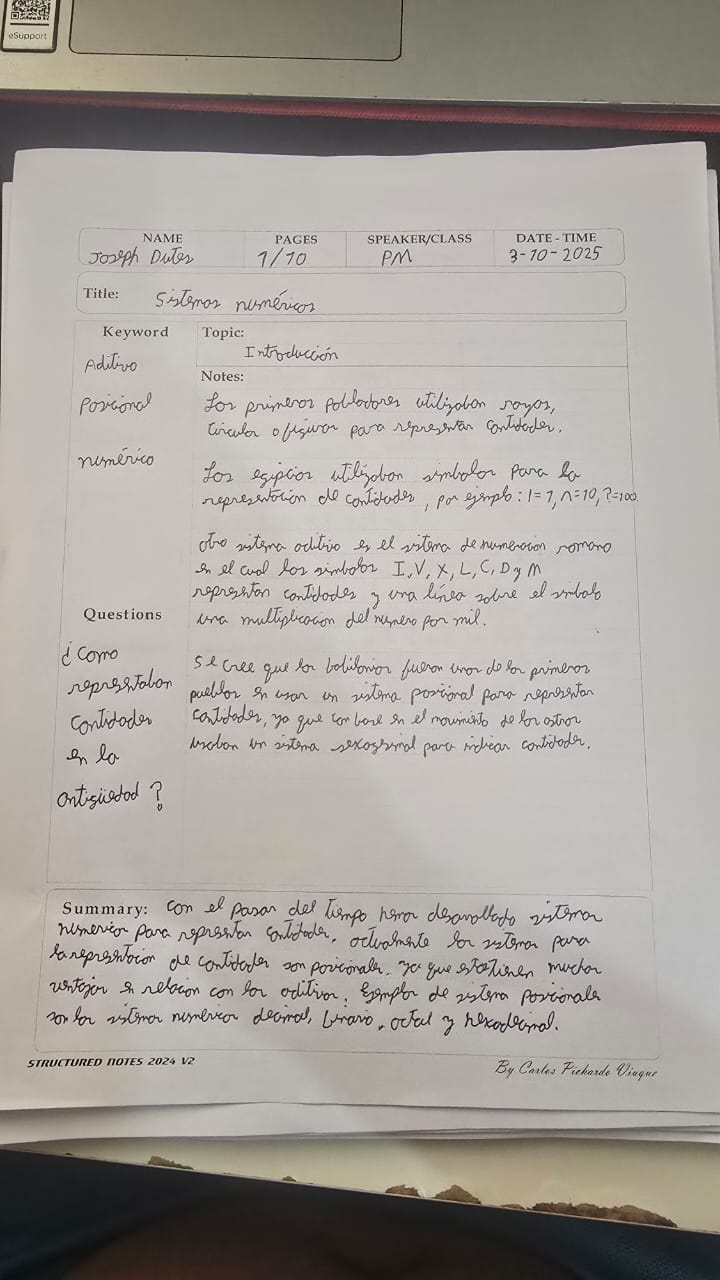 eSupport
NAME PAGES SPEAKER/CLASS DATE - TIME
Joseph 1/10 PM 3-10-2025
Title: Sistemas numéricos
Keyword
Aditivo
Posicional
numérico
Topic:
Introducción
Notes:
Los primeros pobladores utilizaban rayas,
circulos o figuras para representar cantidades.
Los egipcios utilizaban simbolos para la
representación de cantidades, por ejemplo: I=1, ∩=10, ?=100
otro sistema aditivo es el sistema de numeracion romano
en el cual los simbolos I, V, X, L, C, D y M
representan cantidades y una línea sobre el simbolo
una multiplicacion del numero por mil.
Se cree que los babilonios fueron unos de los primeros
pueblos en usar un sistema posicional para representar
cantidades, ya que con base en el movimiento de los astros
usaban un sistema sexagesimal para indicar cantidades.
Questions
¿Como
representaban
cantidades
en la
antigüedad?
Summary: Con el pasar del tiempo hemos desarrollado sistemas
numericos para representar cantidades. actualmente los sistemas para
la representacion de cantidades son posicionales. ya que estos tienen muchas
ventajas en relacion con los aditivos. Ejemplos de sistema posicionales
son los sistemas numericos decimal, binario, octal y hexadecimal.
STRUCTURED NOTES 2024 V2
By Carlos Pichardo Viuque